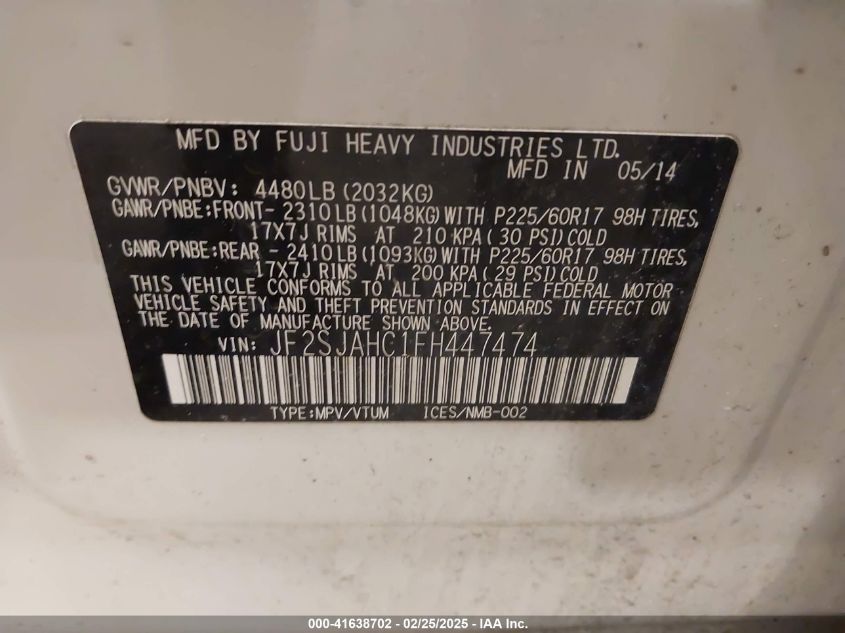 MFD BY FUJI HEAVY INDUSTRIES LTD.
MFD IN 05/14
GVWR/PNBV: 4480LB(2032KG)
GAWR/PNBE:FRONT- 2310LB(1048KG)WITH P225/60R17 98H TIRES,
17X7J RIMS AT 210 KPA( 30 PSI)COLD
GAWR/PNBE:REAR - 2410LB(1093KG)WITH P225/60R17 98H TIRES,
17X7J RIMS AT 200 KPA( 29 PSI)COLD
THIS VEHICLE CONFORMS TO ALL APPLICABLE FEDERAL MOTOR
VEHICLE SAFETY AND THEFT PREVENTION STANDARDS IN EFFECT ON
THE DATE OF MANUFACTURE SHOWN ABOVE.
VIN: JF2SJAHC1FH447474
TYPE:MPV/VTUM ICES/NMB-002
000-41638702 - 02/25/2025 - IAA Inc.